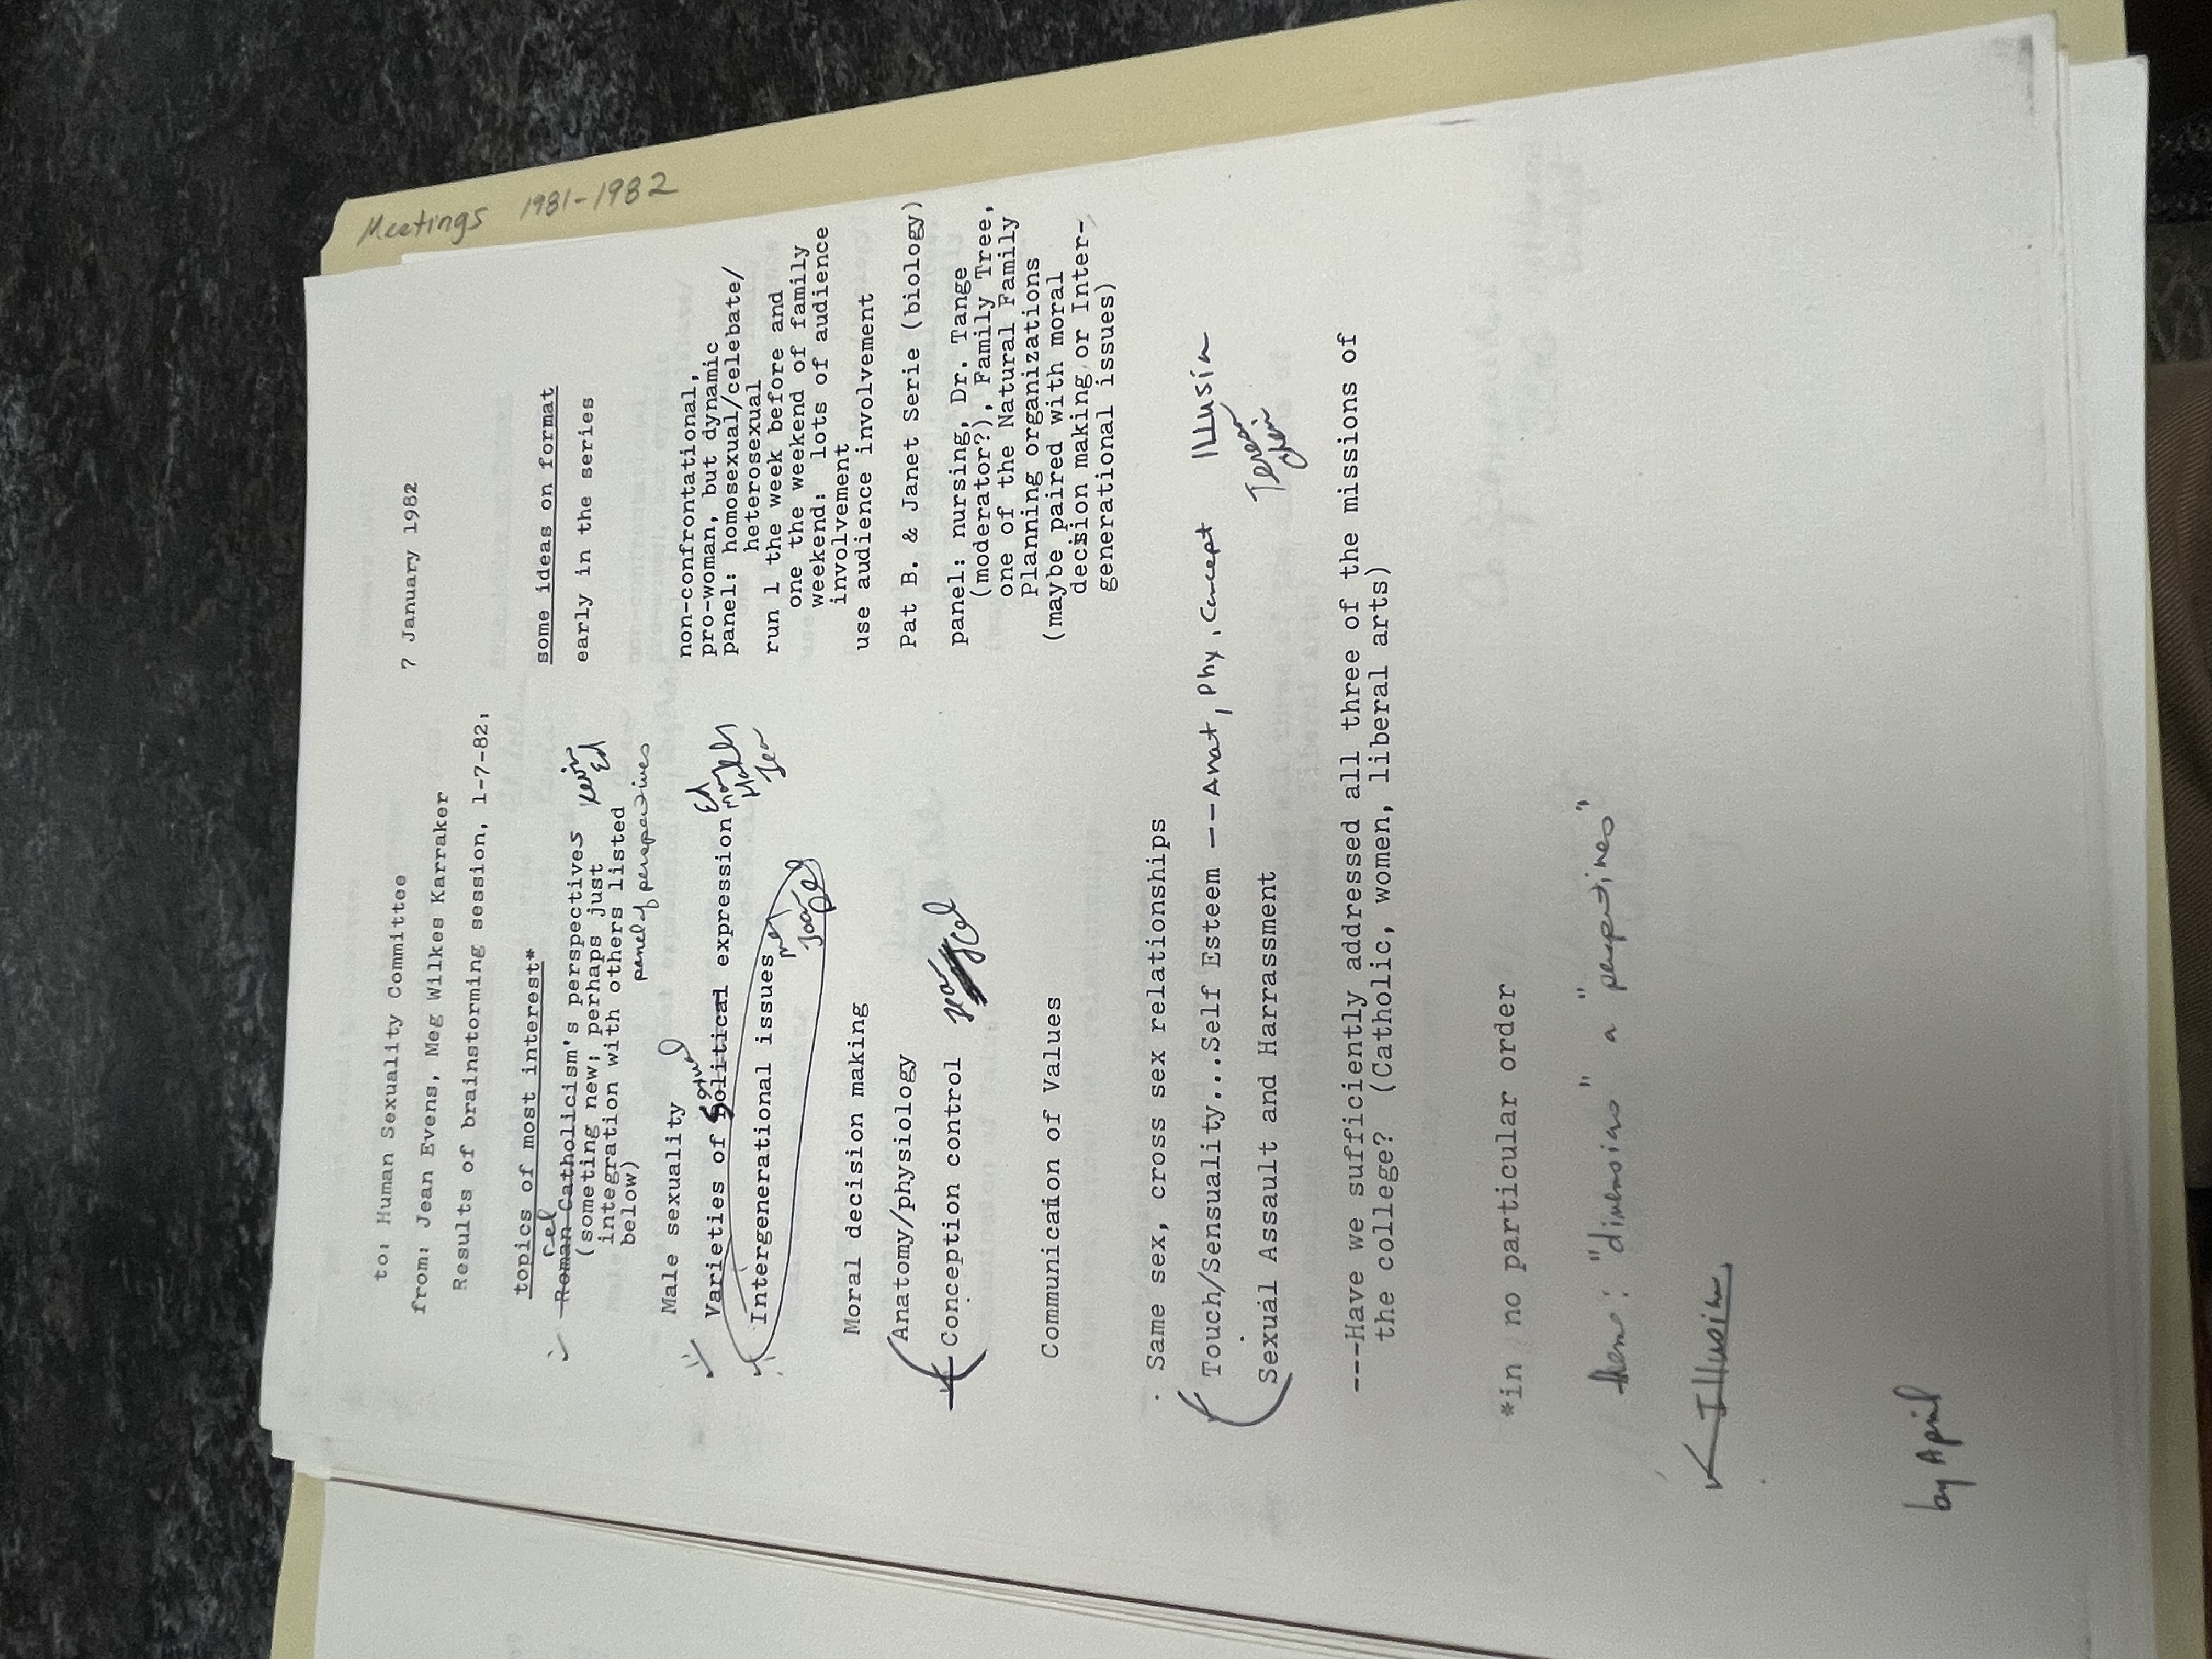 to: Human Sexuality Committee
7 January 1982
from: Jean Evens, Meg Wilkes Karraker
Results of brainstorming session, 1-7-82:
topics of most interest*
some ideas on format
rel
Roman Catholicism's perspectives
Kevin
Ed
early in the series
(someting new; perhaps just
integration with others listed
below)
panel of perspectives
Male sexuality
non-confrontational,
pro-woman, but dynamic
Sexual
Varieties of Political expression
Ed
panel: homosexual/celebate/
heterosexual
Intergenerational issues
Meg
Joan
run 1 the week before and
one the weekend of family
weekend: lots of audience
involvement
Moral decision making
use audience involvement
Anatomy/physiology
Pat B. & Janet Serie (biology)
Conception control
Jean
panel: nursing, Dr. Tange
(moderator?), Family Tree,
one of the Natural Family
Planning organizations
Communication of Values
(maybe paired with moral
decision making or Inter-
generational issues)
Same sex, cross sex relationships
Touch/Sensuality...Self Esteem -- Anat, Phy, Concept
Illusion
Teresa
Cheri
Sexual Assault and Harrassment
---Have we sufficiently addressed all three of the missions of
the college? (Catholic, women, liberal arts)
*in no particular order
theme: "dimensions" or "perspectives"
Illusion
by April
Meetings 1981-1982